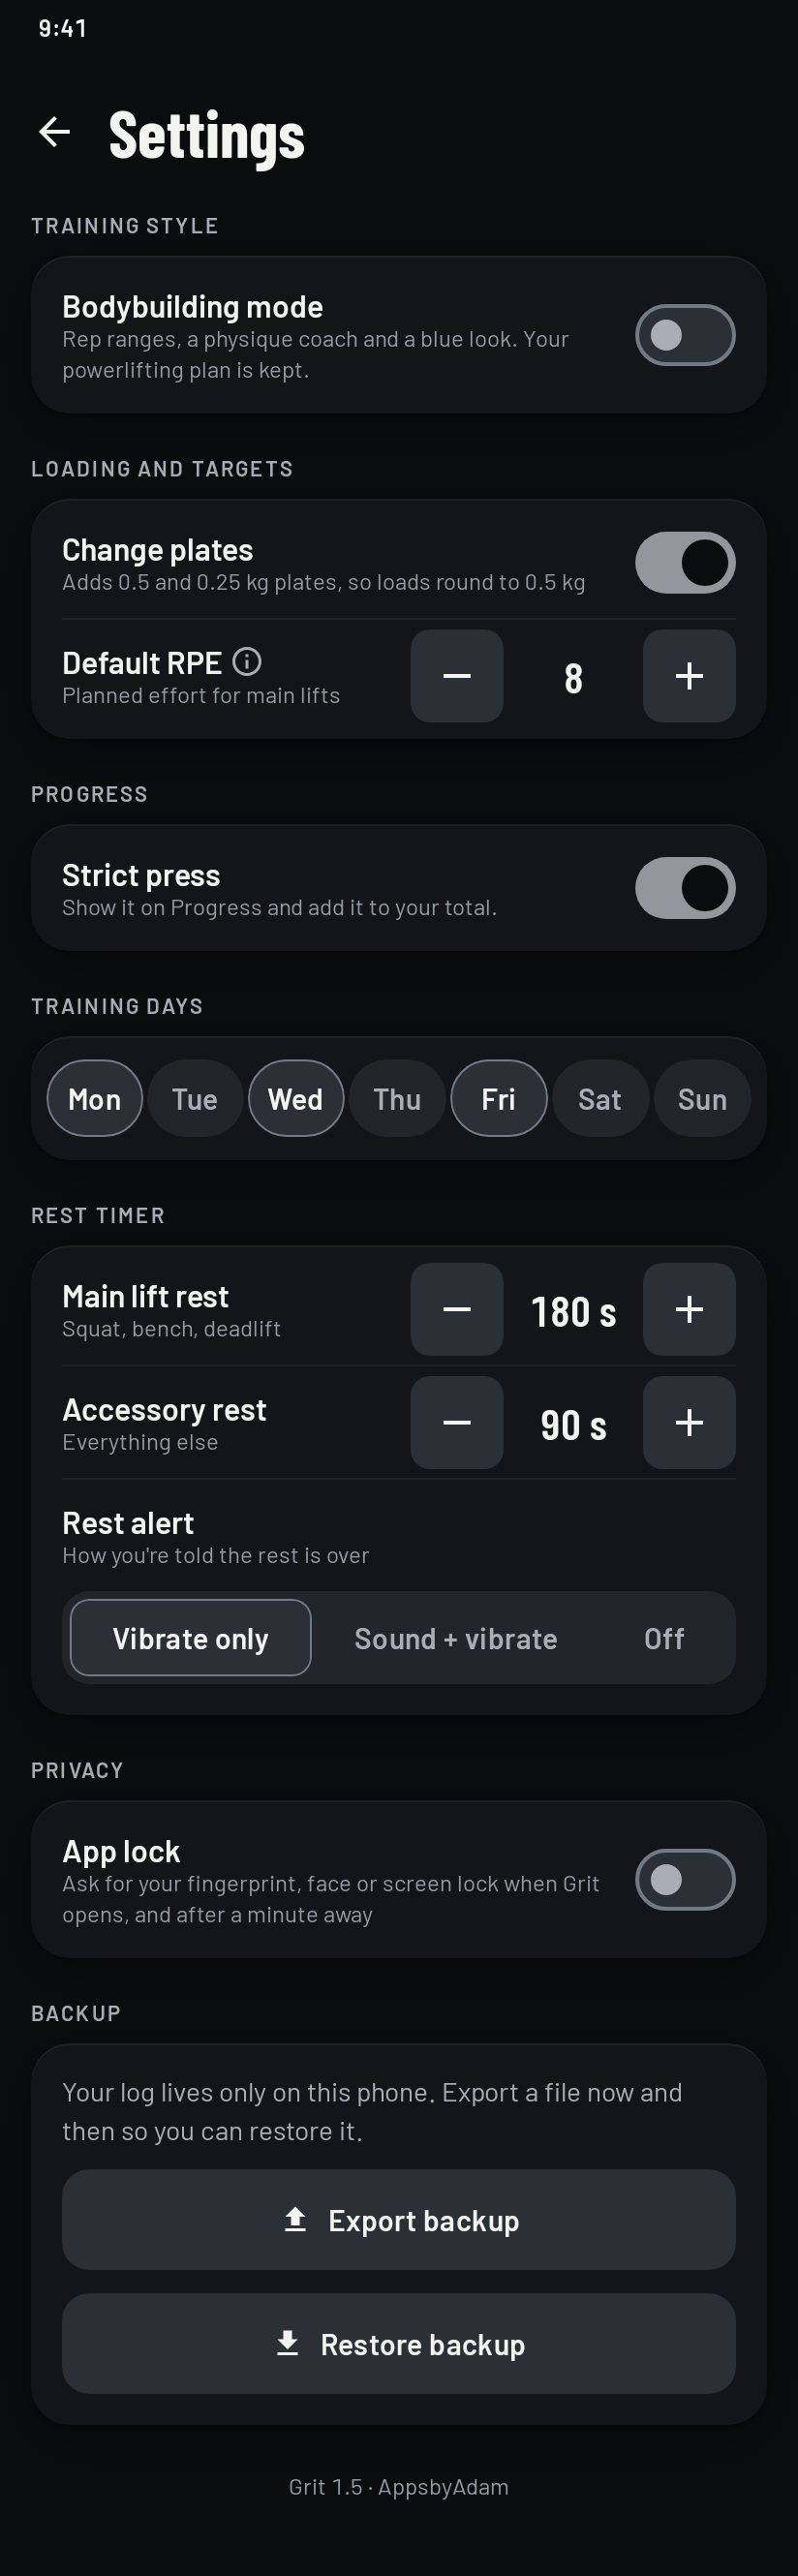 9:41
Settings
TRAINING STYLE
Bodybuilding mode
Rep ranges, a physique coach and a blue look. Your
powerlifting plan is kept.
LOADING AND TARGETS
Change plates
Adds 0.5 and 0.25 kg plates, so loads round to 0.5 kg
Default RPE
Planned effort for main lifts
8
PROGRESS
Strict press
Show it on Progress and add it to your total.
TRAINING DAYS
Mon Tue Wed Thu Fri Sat Sun
REST TIMER
Main lift rest
Squat, bench, deadlift
180 s
Accessory rest
Everything else
90 s
Rest alert
How you're told the rest is over
Vibrate only Sound + vibrate Off
PRIVACY
App lock
Ask for your fingerprint, face or screen lock when Grit
opens, and after a minute away
BACKUP
Your log lives only on this phone. Export a file now and
then so you can restore it.
Export backup
Restore backup
Grit 1.5 · AppsbyAdam